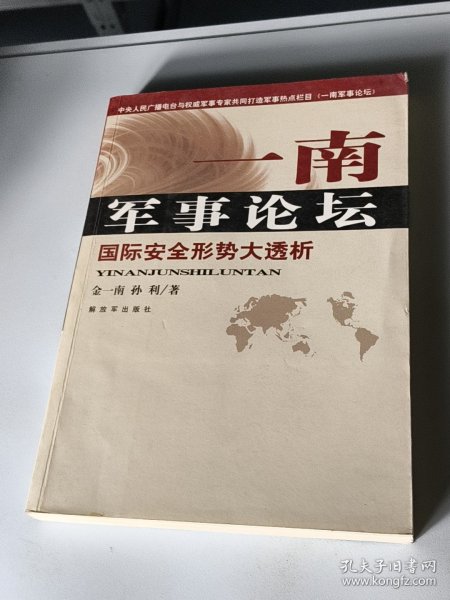 中央人民广播电台与权威军事专家共同打造军事热点栏目（一南军事论坛）
一南
军事论坛
国际安全形势大透析
YINANJUNSHILUNTAN
金一南 孙利/著
解放军出版社
孔夫子旧书网
www.kongfz.com